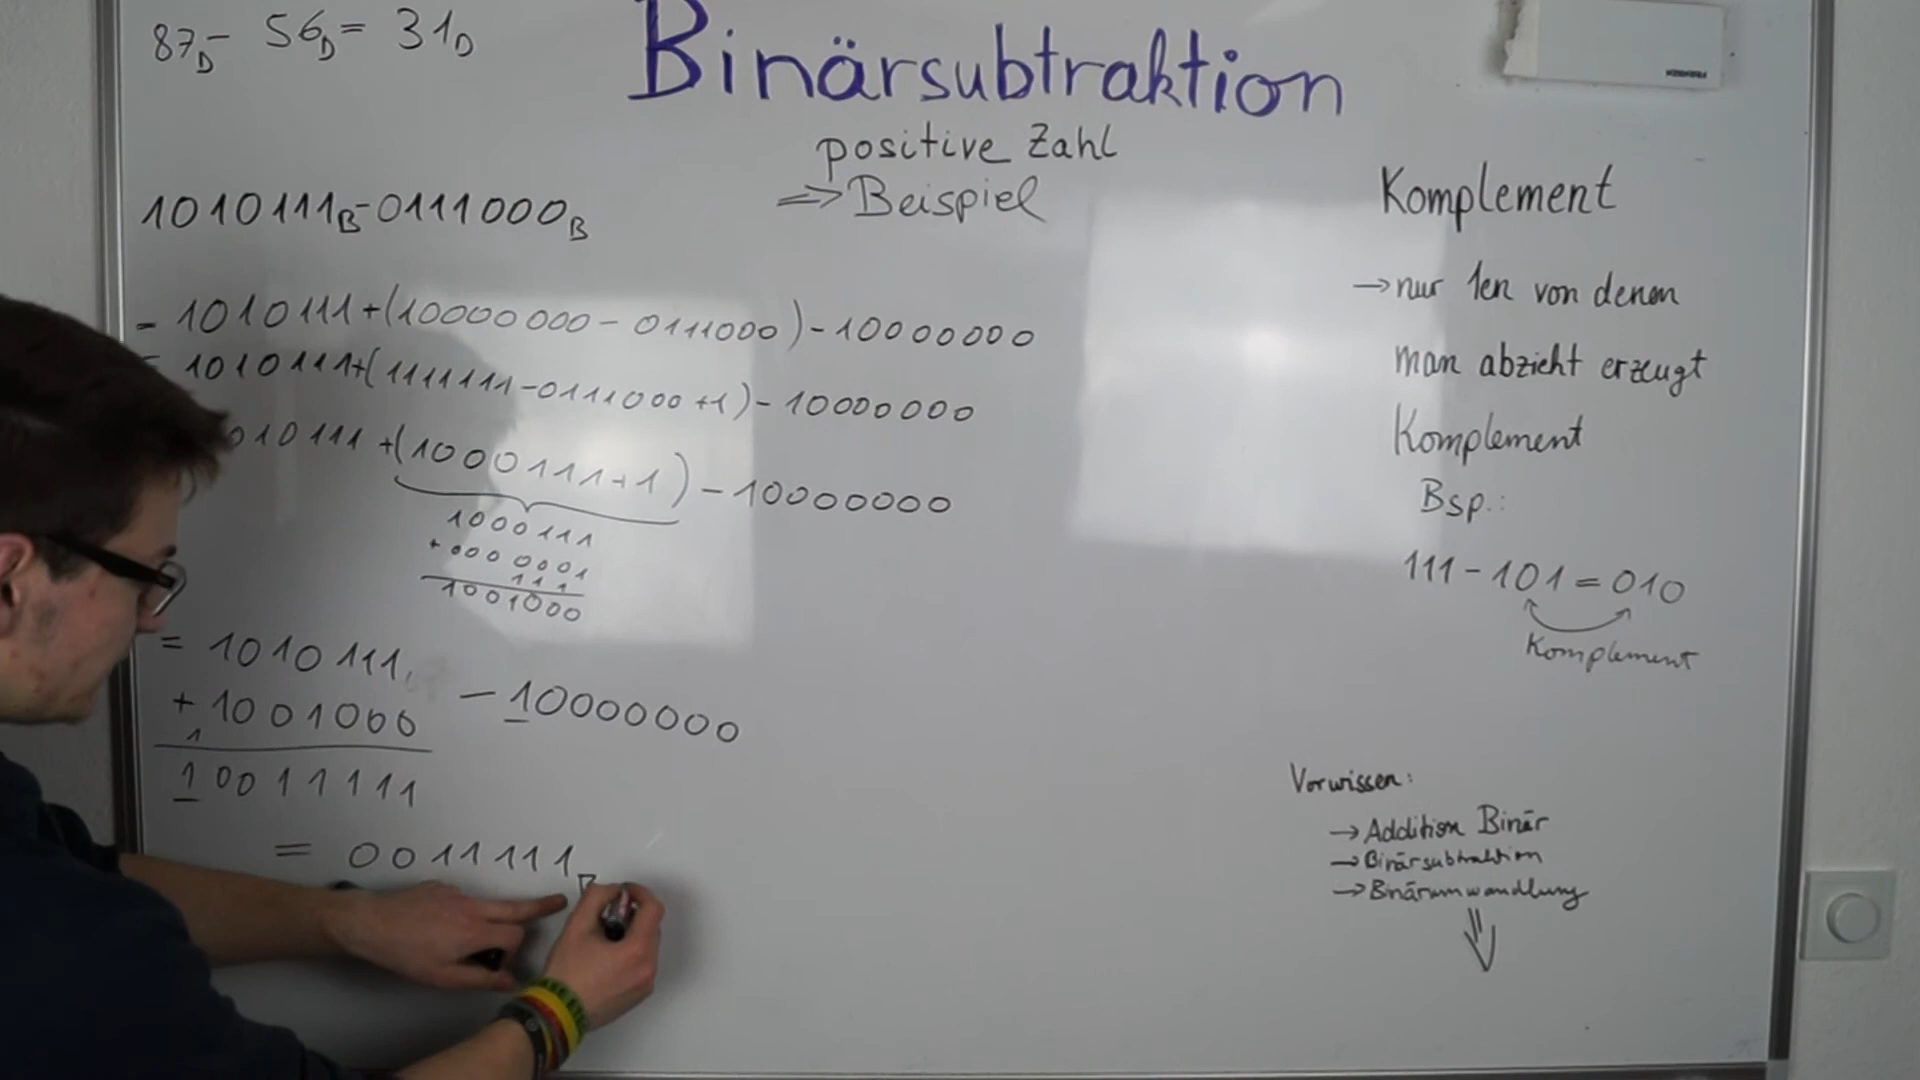 87D - 56D = 31D
Binärsubtraktion
positive Zahl
=> Beispiel
1010111B - 0111000B
= 1010111 + (10000000 - 0111000) - 10000000
= 1010111 + (1111111 - 0111000 + 1) - 10000000
010111 + (1000111 + 1) - 10000000
1000111
+ 0000001
111
1001000
= 1010111
+ 1001000 - 10000000
1
10011111
= 0011111
Komplement
→ nur 1en von denen
man abzieht erzeugt
Komplement
Bsp.:
111 - 101 = 010
Komplement
Vorwissen:
→ Addition Binär
→ Binärsubtraktion
→ Binärumwandlung